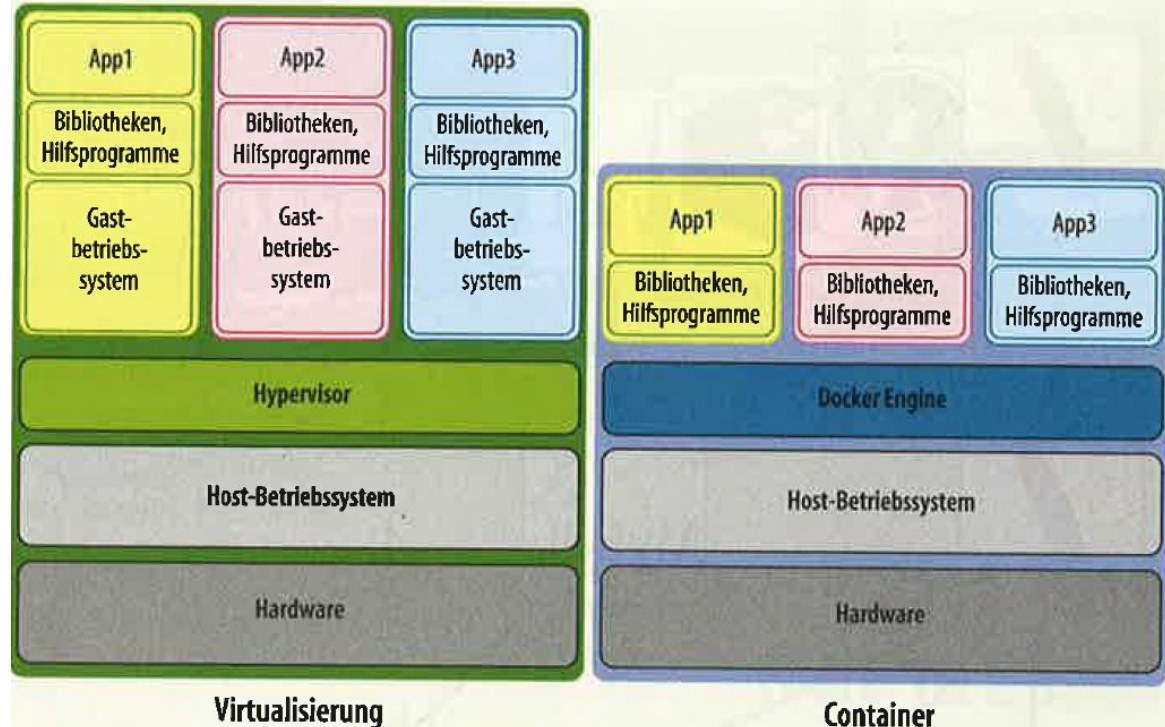 App1
Bibliotheken,
Hilfsprogramme
Gast-
betriebs-
system
App2
Bibliotheken,
Hilfsprogramme
Gast-
betriebs-
system
App3
Bibliotheken,
Hilfsprogramme
Gast-
betriebs-
system
Hypervisor
Host-Betriebssystem
Hardware
Virtualisierung
App1
Bibliotheken,
Hilfsprogramme
App2
Bibliotheken,
Hilfsprogramme
App3
Bibliotheken,
Hilfsprogramme
Docker Engine
Host-Betriebssystem
Hardware
Container